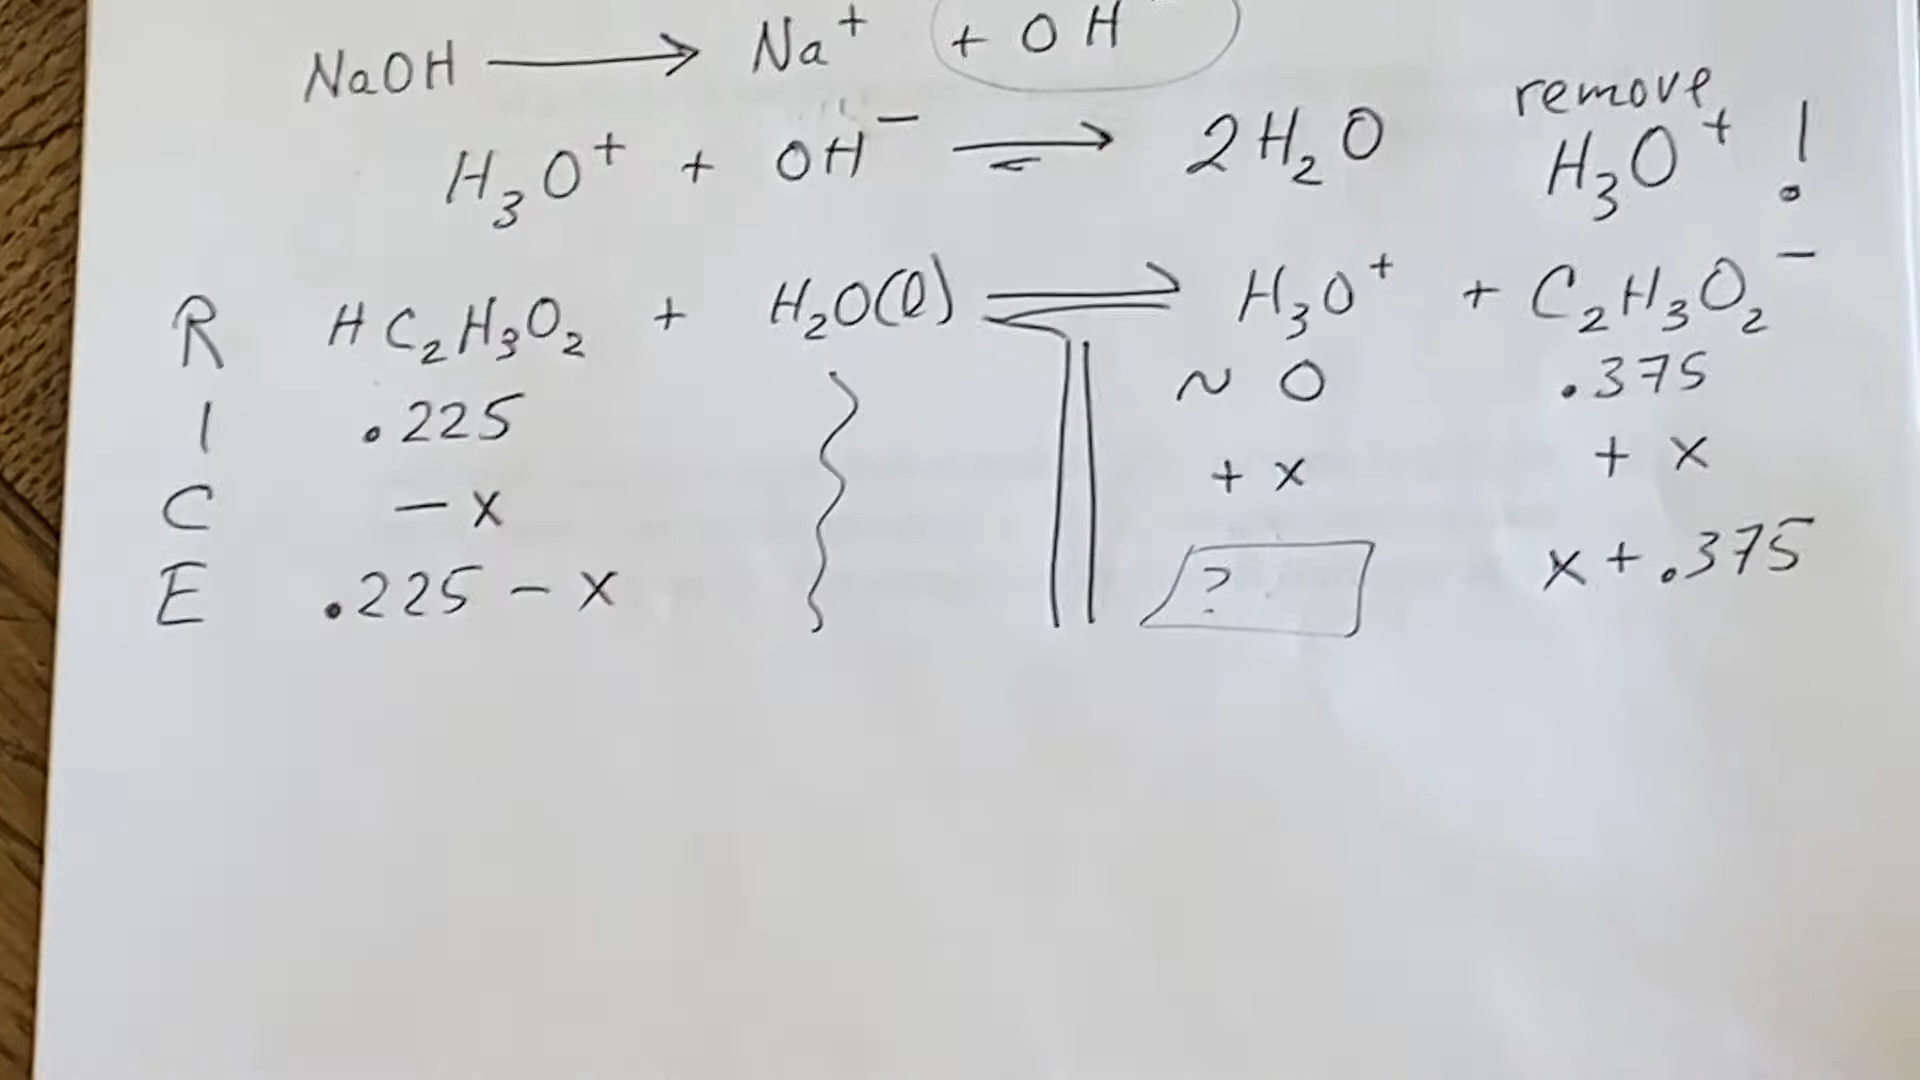 NaOH ⟶ Na⁺ + OH⁻
H₃O⁺ + OH⁻ ⇌ 2H₂O remove H₃O⁺ !
R HC₂H₃O₂ + H₂O(l) ⇌ H₃O⁺ + C₂H₃O₂⁻
I .225 ~ 0 .375
C – x + x + x
E .225 – x ? x + .375